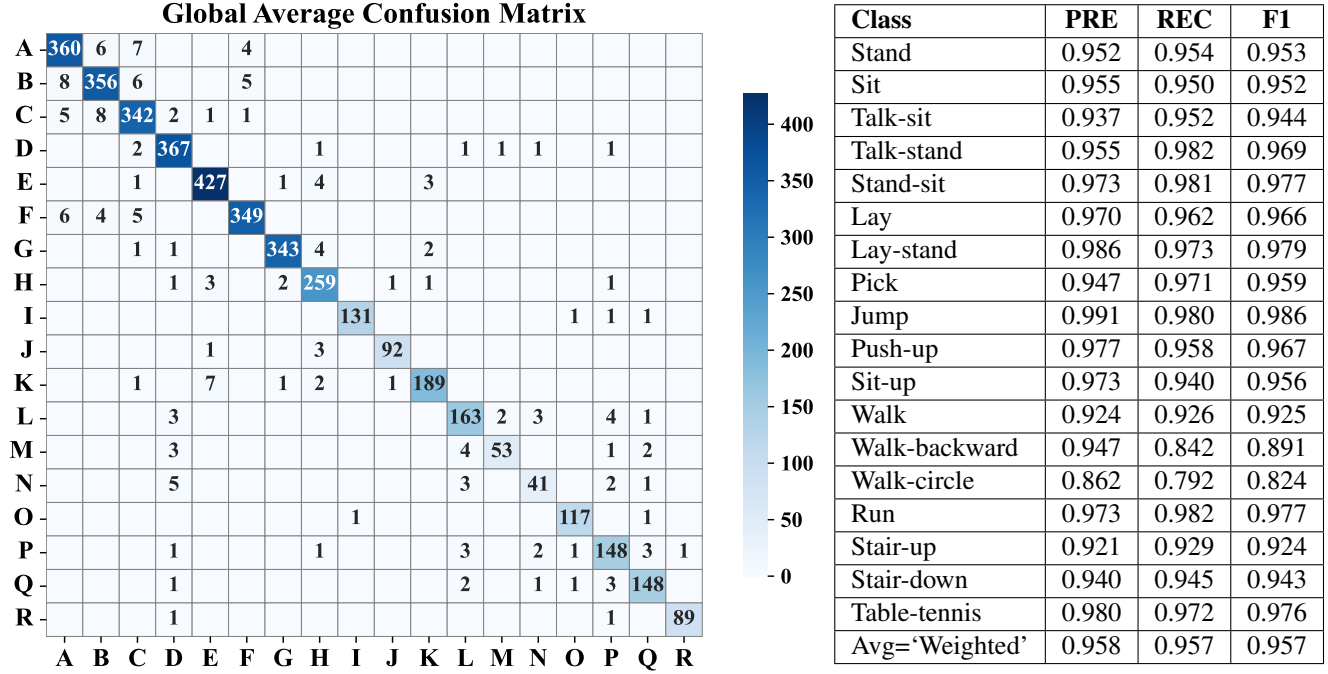 Global Average Confusion Matrix
A 360 6 7 4
B 8 356 6 5
C 5 8 342 2 1 1
D 2 367 1 1 1 1 1
E 1 427 1 4 3
F 6 4 5 349
G 1 1 343 4 2
H 1 3 2 259 1 1 1
I 131 1 1 1
J 1 3 92
K 1 7 1 2 1 189
L 3 163 2 3 4 1
M 3 4 53 1 2
N 5 3 41 2 1
O 1 117 1
P 1 1 3 2 1 148 3 1
Q 1 2 1 1 3 148
R 1 1 89
A B C D E F G H I J K L M N O P Q R
400
350
300
250
200
150
100
50
0
Class PRE REC F1
Stand 0.952 0.954 0.953
Sit 0.955 0.950 0.952
Talk-sit 0.937 0.952 0.944
Talk-stand 0.955 0.982 0.969
Stand-sit 0.973 0.981 0.977
Lay 0.970 0.962 0.966
Lay-stand 0.986 0.973 0.979
Pick 0.947 0.971 0.959
Jump 0.991 0.980 0.986
Push-up 0.977 0.958 0.967
Sit-up 0.973 0.940 0.956
Walk 0.924 0.926 0.925
Walk-backward 0.947 0.842 0.891
Walk-circle 0.862 0.792 0.824
Run 0.973 0.982 0.977
Stair-up 0.921 0.929 0.924
Stair-down 0.940 0.945 0.943
Table-tennis 0.980 0.972 0.976
Avg=‘Weighted’ 0.958 0.957 0.957